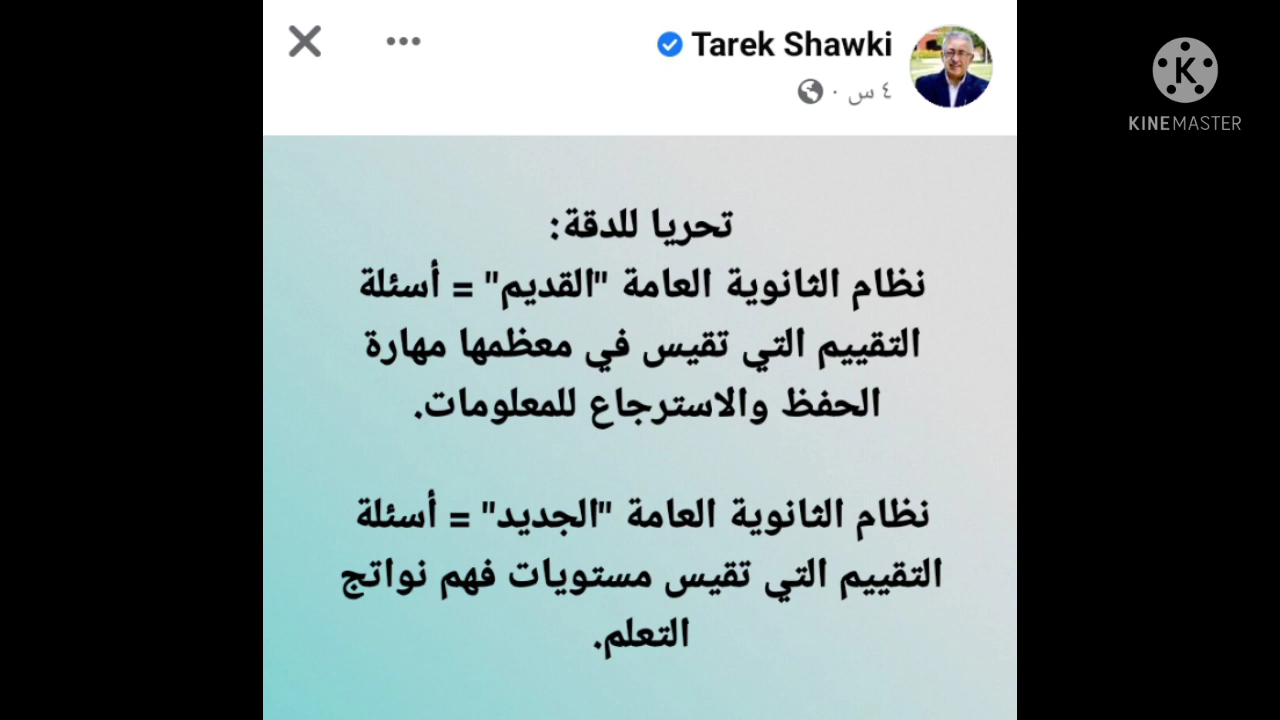 Tarek Shawki
٤ س ·
KINEMASTER
تحريا للدقة:
نظام الثانوية العامة "القديم" = أسئلة
التقييم التي تقيس في معظمها مهارة
الحفظ والاسترجاع للمعلومات.
نظام الثانوية العامة "الجديد" = أسئلة
التقييم التي تقيس مستويات فهم نواتج
التعلم.